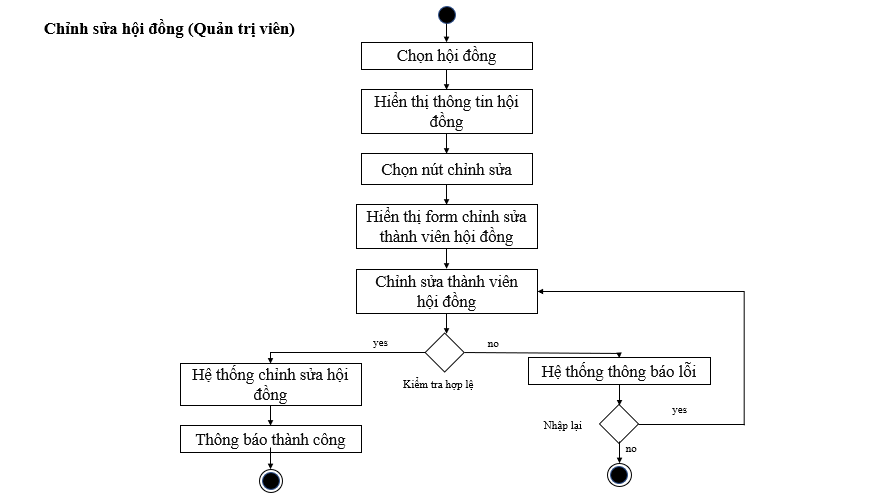 Chỉnh sửa hội đồng (Quản trị viên)
Chọn hội đồng
Hiển thị thông tin hội
đồng
Chọn nút chỉnh sửa
Hiển thị form chỉnh sửa
thành viên hội đồng
Chỉnh sửa thành viên
hội đồng
yes
no
Kiểm tra hợp lệ
Hệ thống chỉnh sửa hội
đồng
Thông báo thành công
Hệ thống thông báo lỗi
Nhập lại
yes
no